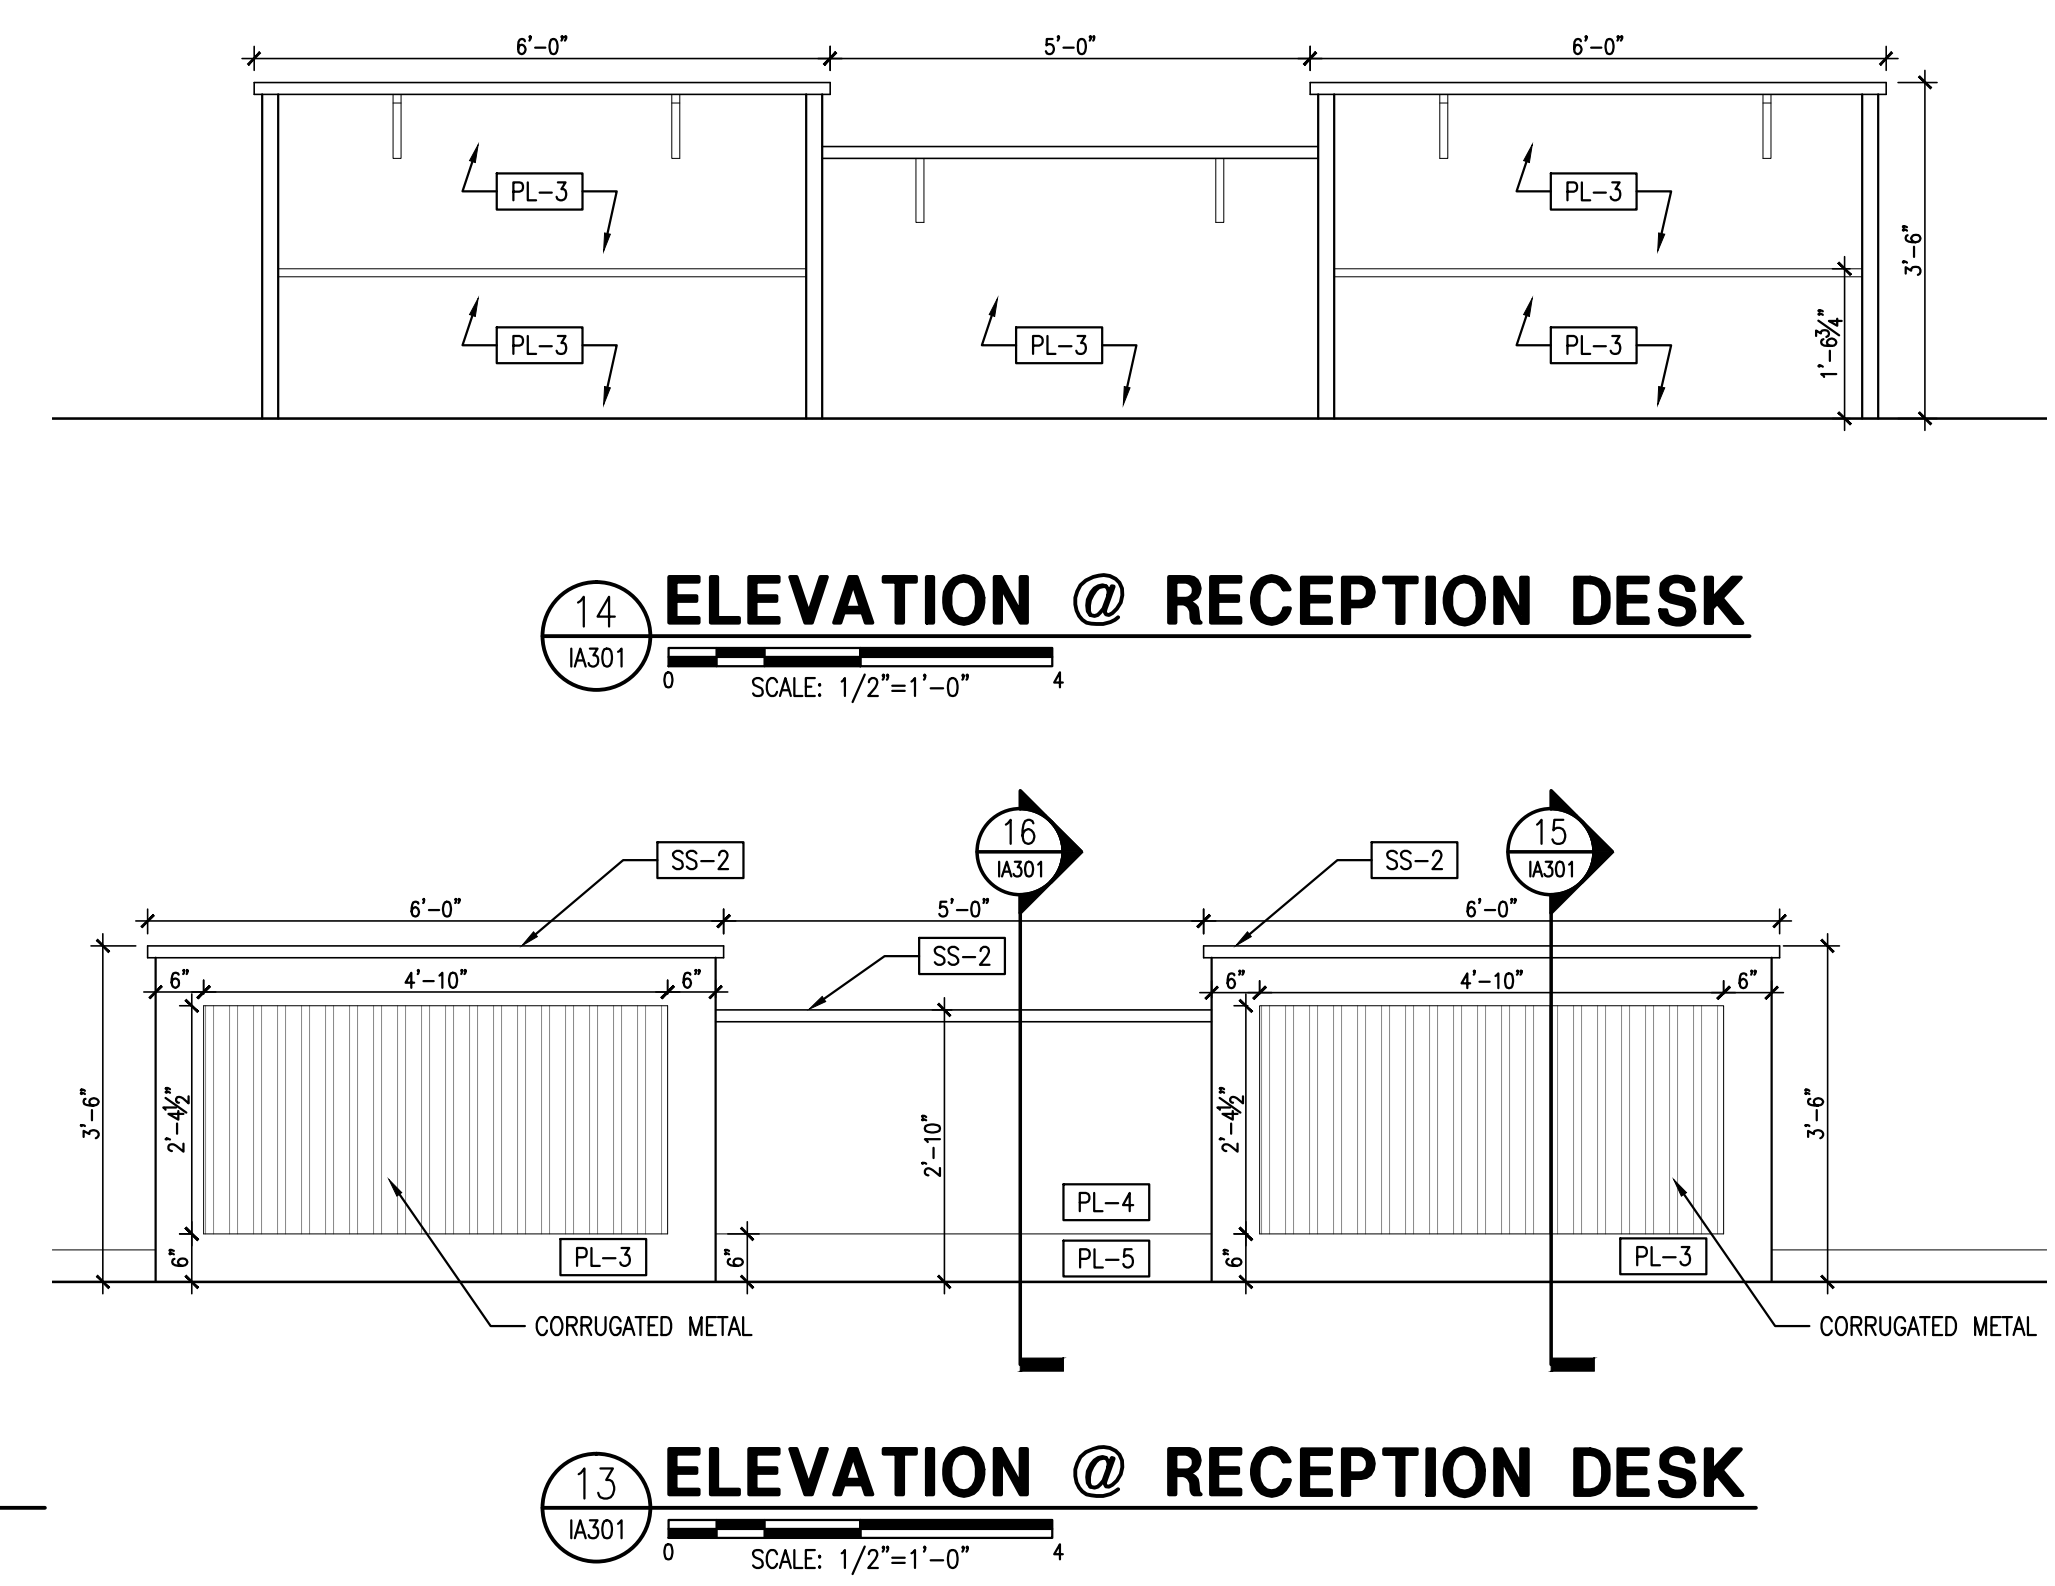 6'-0" 5'-0" 6'-0"
PL-3 PL-3
3'-6"
PL-3 PL-3 PL-3
1'-6¾"
14 ELEVATION @ RECEPTION DESK
IA301
0 4
SCALE: 1/2"=1'-0"
16 15
IA301 IA301
SS-2 SS-2
6'-0" 5'-0" 6'-0"
SS-2
6" 4'-10" 6" 6" 4'-10" 6"
3'-6" 2'-4½" 2'-10" 2'-4½" 3'-6"
PL-4
6" PL-3 6" PL-5 6" PL-3
CORRUGATED METAL CORRUGATED METAL
13 ELEVATION @ RECEPTION DESK
IA301
0 4
SCALE: 1/2"=1'-0"